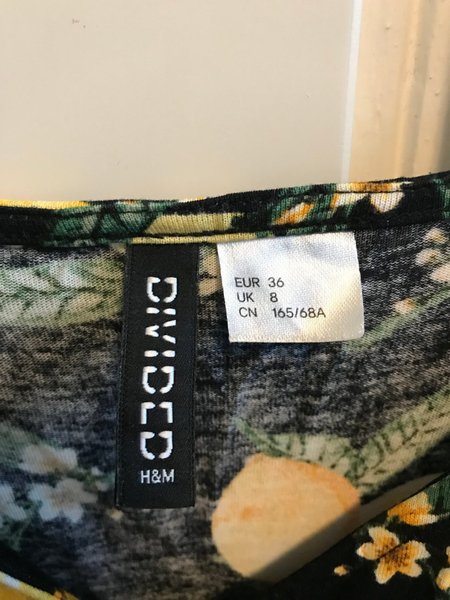 DIVIDED
H&M
EUR 36
UK 8
CN 165/68A